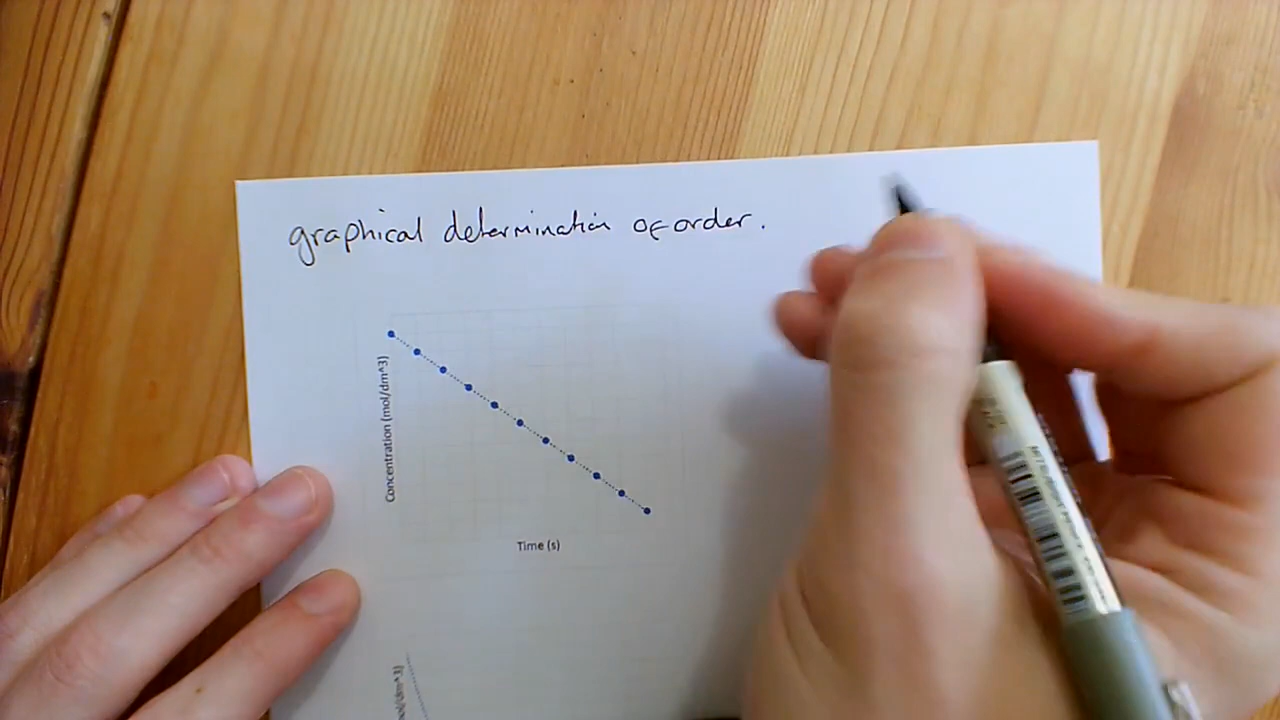 graphical determination of order.
Concentration (mol/dm^3)
Time (s)